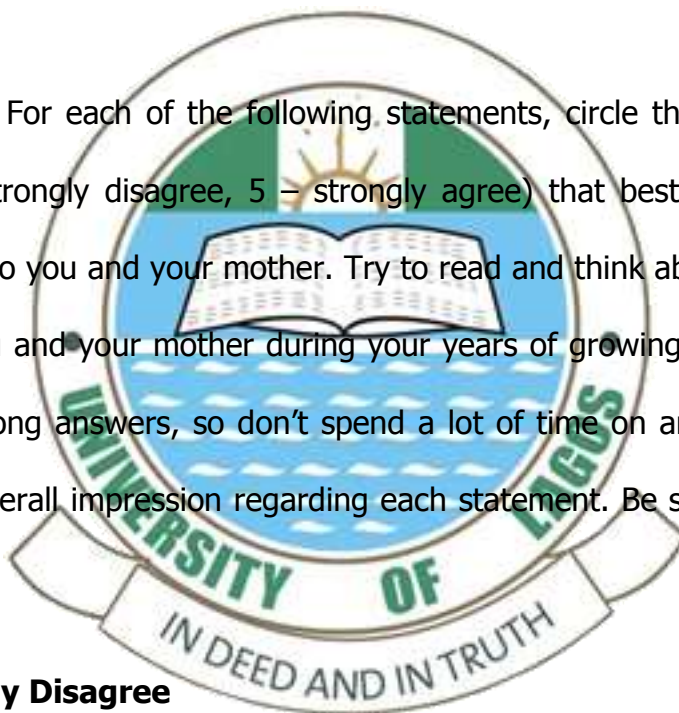 For each of the following statements, circle th
trongly disagree, 5 – strongly agree) that best
o you and your mother. Try to read and think ab
and your mother during your years of growing
ong answers, so don't spend a lot of time on a
erall impression regarding each statement. Be s
UNIVERSITY OF LAGOS
IN DEED AND IN TRUTH
y Disagree